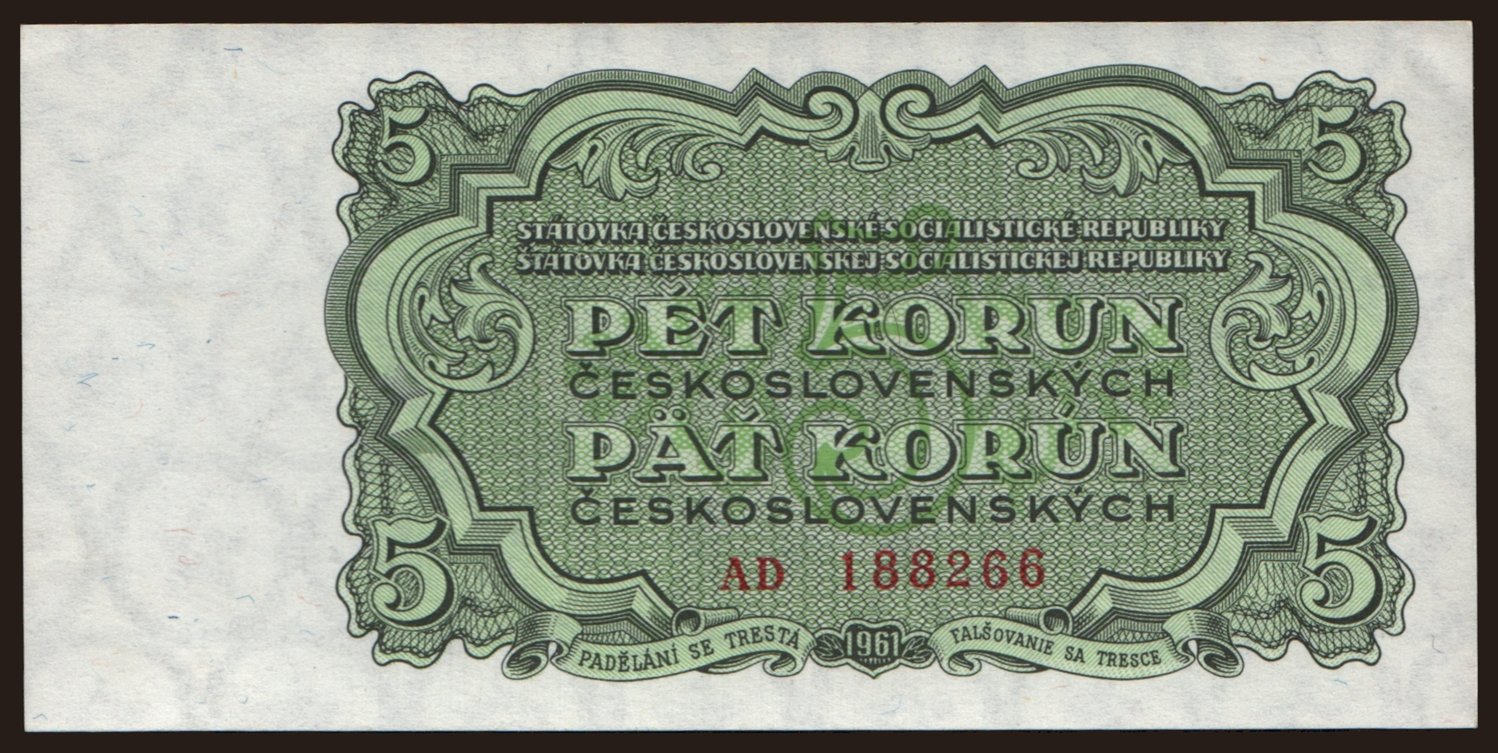 5 5
STÁTOVKA ČESKOSLOVENSKÉ SOCIALISTICKÉ REPUBLIKY
ŠTÁTOVKA ČESKOSLOVENSKEJ SOCIALISTICKEJ REPUBLIKY
PĚT KORUN
ČESKOSLOVENSKÝCH
PÄŤ KORÚN
ČESKOSLOVENSKÝCH
AD 188266
5 5
PADĚLÁNÍ SE TRESTÁ 1961 FALŠOVANIE SA TRESCE